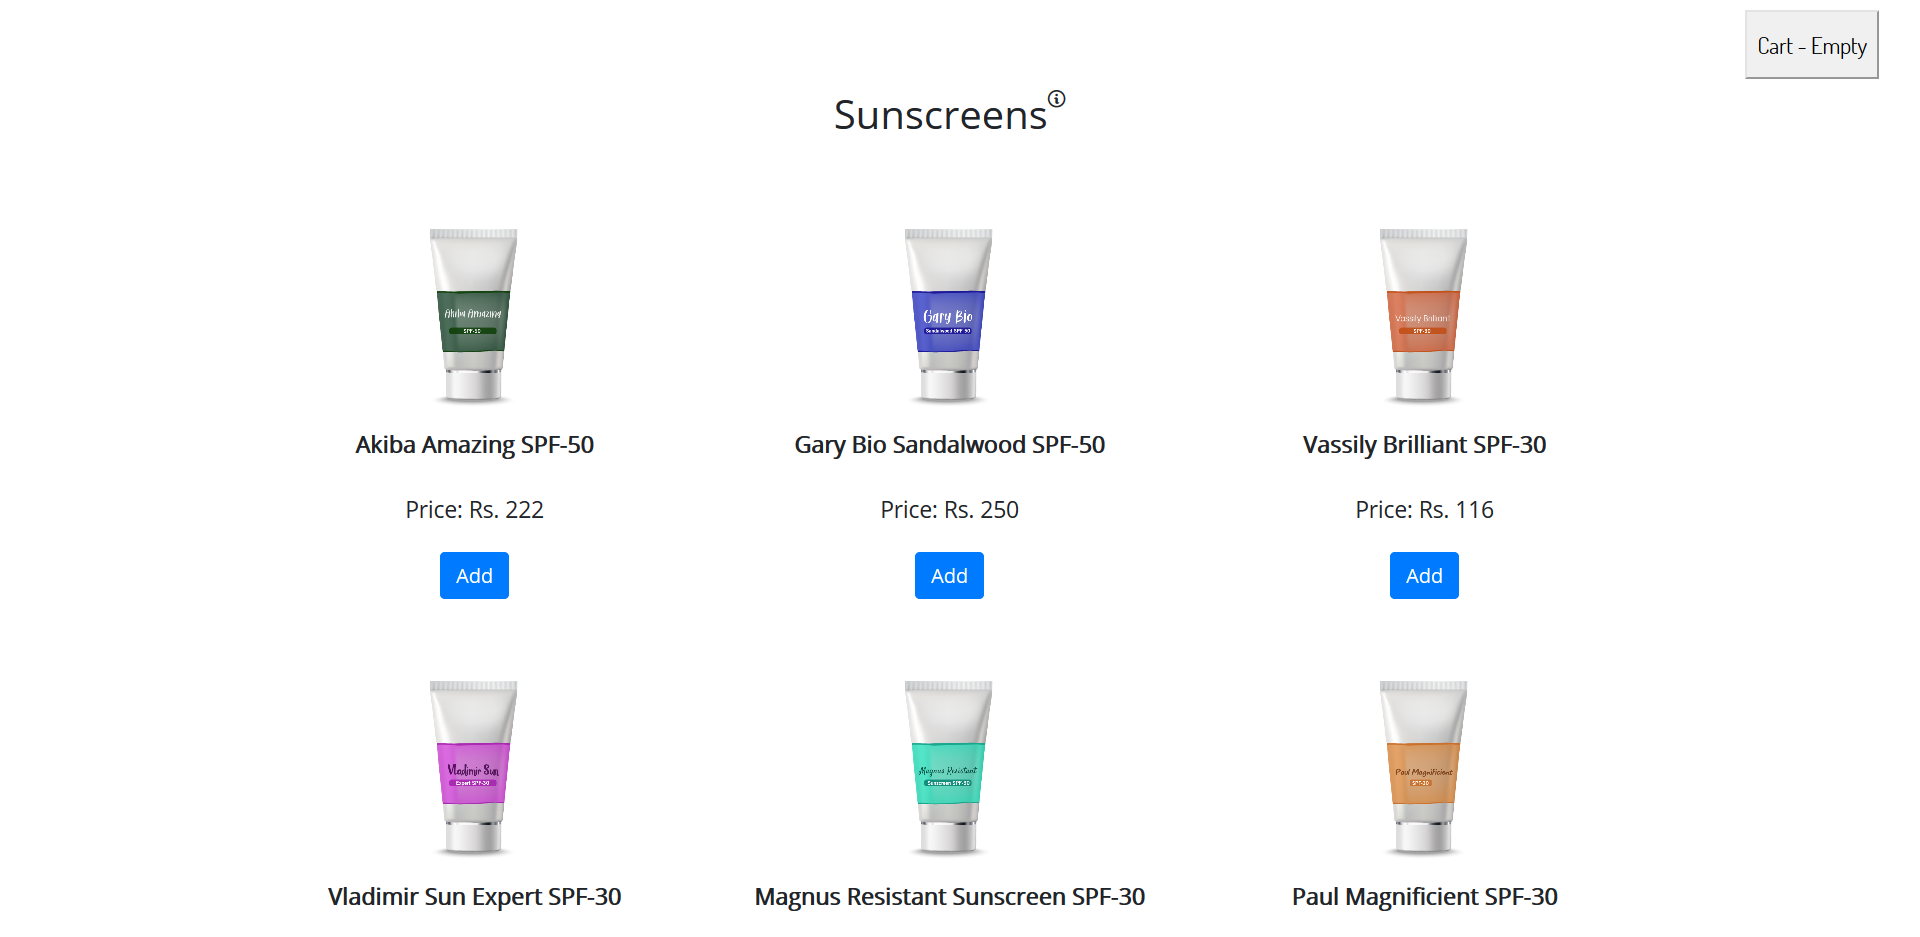 Cart - Empty
Sunscreens
Akiba Amazing
SPF-50
Gary Bio
Sandalwood SPF-50
Vassily Brilliant
SPF-30
Akiba Amazing SPF-50
Gary Bio Sandalwood SPF-50
Vassily Brilliant SPF-30
Price: Rs. 222
Price: Rs. 250
Price: Rs. 116
Add
Add
Add
Vladimir Sun
Expert SPF-30
Magnus Resistant
Sunscreen SPF-30
Paul Magnificient
SPF-30
Vladimir Sun Expert SPF-30
Magnus Resistant Sunscreen SPF-30
Paul Magnificient SPF-30